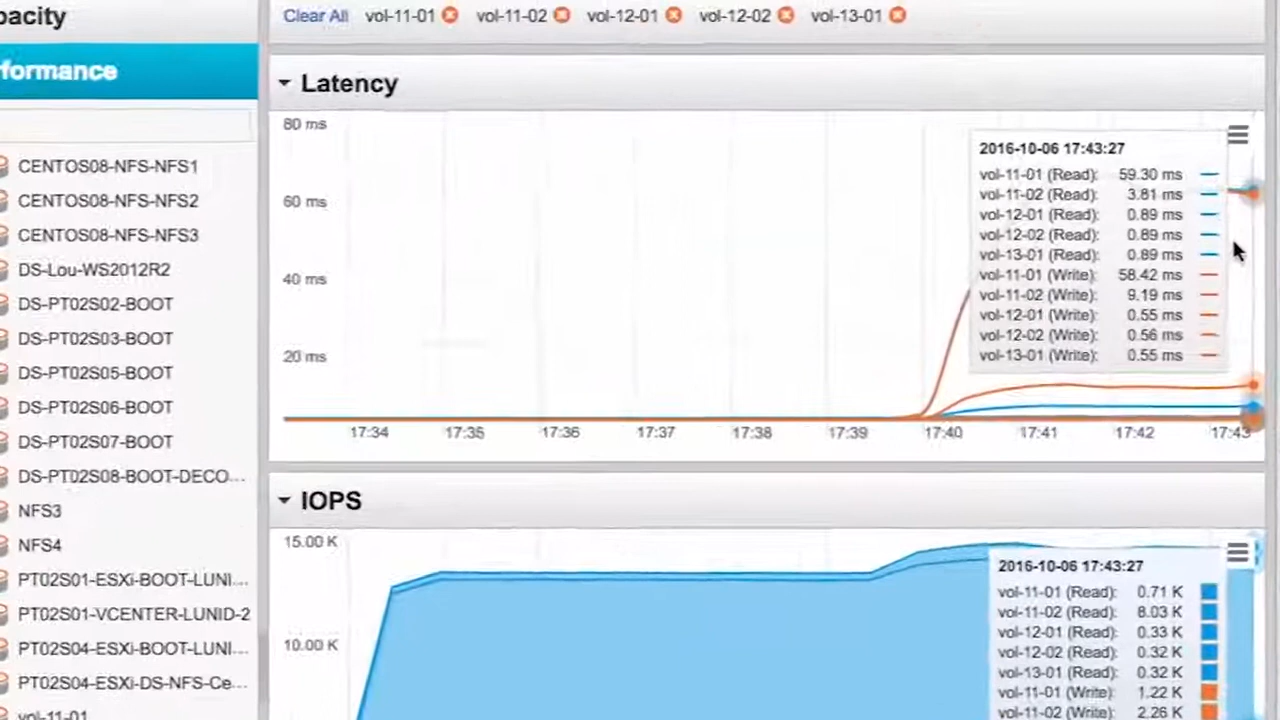 pacity
formance
CENTOS08-NFS-NFS1
CENTOS08-NFS-NFS2
CENTOS08-NFS-NFS3
DS-Lou-WS2012R2
DS-PT02S02-BOOT
DS-PT02S03-BOOT
DS-PT02S05-BOOT
DS-PT02S06-BOOT
DS-PT02S07-BOOT
DS-PT02S08-BOOT-DECO...
NFS3
NFS4
PT02S01-ESXi-BOOT-LUNI...
PT02S01-VCENTER-LUNID-2
PT02S04-ESXi-BOOT-LUNI...
PT02S04-ESXi-DS-NFS-Ce...
vol-11-01
Clear All vol-11-01 vol-11-02 vol-12-01 vol-12-02 vol-13-01
Latency
80 ms
60 ms
40 ms
20 ms
2016-10-06 17:43:27
vol-11-01 (Read): 59.30 ms
vol-11-02 (Read): 3.81 ms
vol-12-01 (Read): 0.89 ms
vol-12-02 (Read): 0.89 ms
vol-13-01 (Read): 0.89 ms
vol-11-01 (Write): 58.42 ms
vol-11-02 (Write): 9.19 ms
vol-12-01 (Write): 0.55 ms
vol-12-02 (Write): 0.56 ms
vol-13-01 (Write): 0.55 ms
17:34 17:35 17:36 17:37 17:38 17:39 17:40 17:41 17:42 17:43
IOPS
15.00 K
10.00 K
2016-10-06 17:43:27
vol-11-01 (Read): 0.71 K
vol-11-02 (Read): 8.03 K
vol-12-01 (Read): 0.33 K
vol-12-02 (Read): 0.32 K
vol-13-01 (Read): 0.32 K
vol-11-01 (Write): 1.22 K
vol-11-02 (Write): 2.26 K